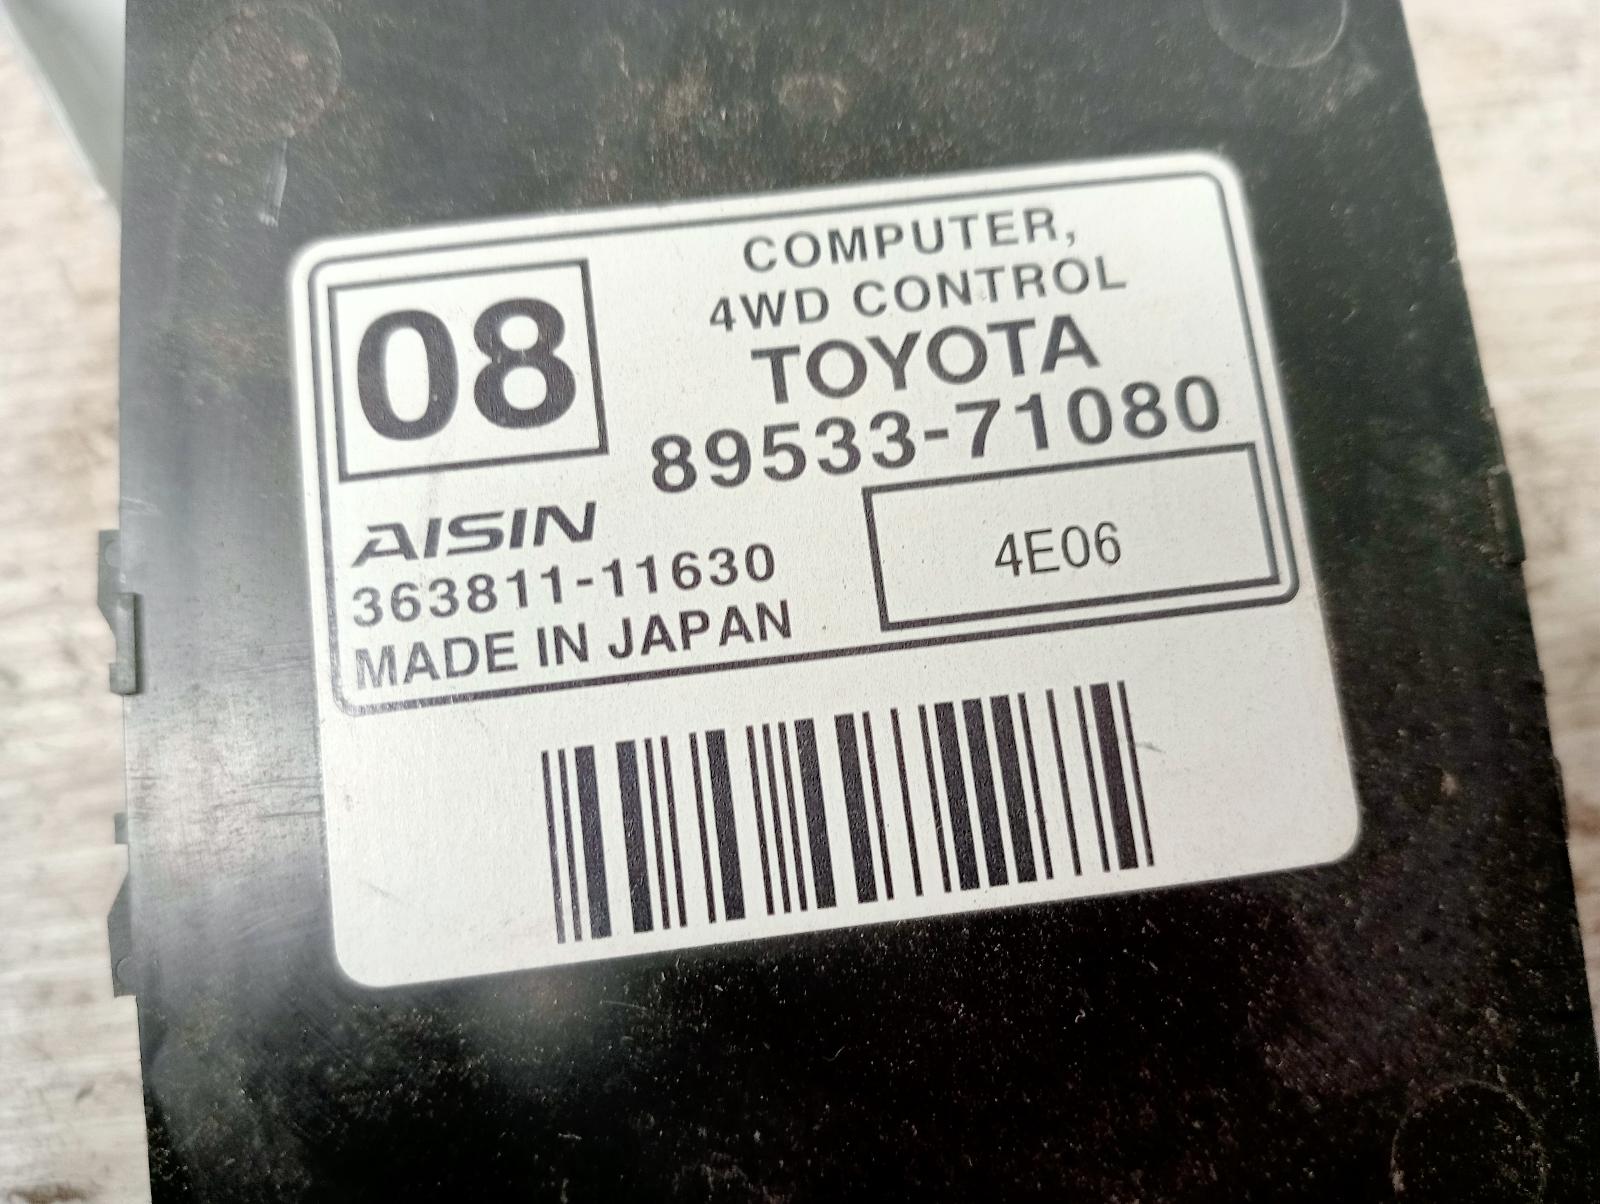 08
COMPUTER,
4WD CONTROL
TOYOTA
89533-71080
AISIN
363811-11630
MADE IN JAPAN
4E06